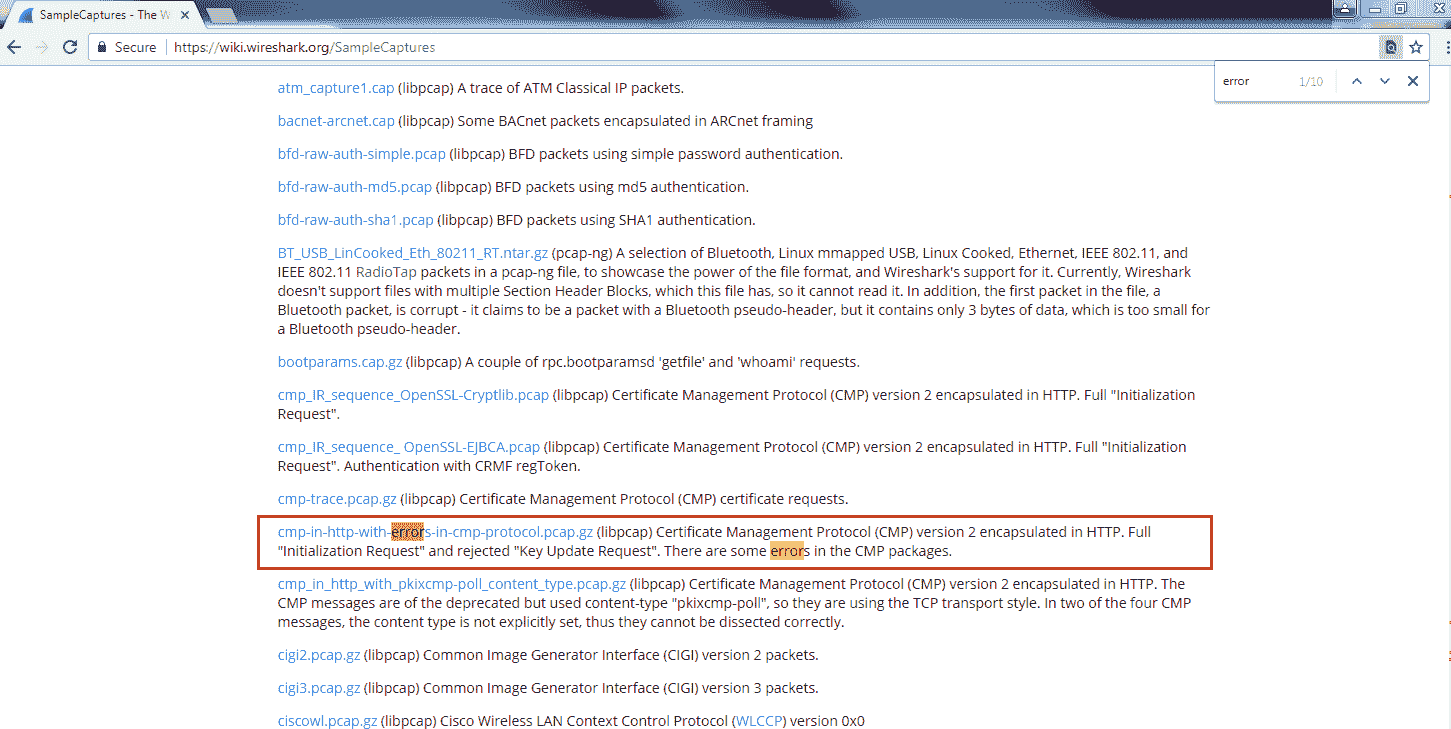 SampleCaptures - The W
Secure https://wiki.wireshark.org/SampleCaptures
error 1/10
atm_capture1.cap (libpcap) A trace of ATM Classical IP packets.
bacnet-arcnet.cap (libpcap) Some BACnet packets encapsulated in ARCnet framing
bfd-raw-auth-simple.pcap (libpcap) BFD packets using simple password authentication.
bfd-raw-auth-md5.pcap (libpcap) BFD packets using md5 authentication.
bfd-raw-auth-sha1.pcap (libpcap) BFD packets using SHA1 authentication.
BT_USB_LinCooked_Eth_80211_RT.ntar.gz (pcap-ng) A selection of Bluetooth, Linux mmapped USB, Linux Cooked, Ethernet, IEEE 802.11, and
IEEE 802.11 RadioTap packets in a pcap-ng file, to showcase the power of the file format, and Wireshark's support for it. Currently, Wireshark
doesn't support files with multiple Section Header Blocks, which this file has, so it cannot read it. In addition, the first packet in the file, a
Bluetooth packet, is corrupt - it claims to be a packet with a Bluetooth pseudo-header, but it contains only 3 bytes of data, which is too small for
a Bluetooth pseudo-header.
bootparams.cap.gz (libpcap) A couple of rpc.bootparamsd 'getfile' and 'whoami' requests.
cmp_IR_sequence_OpenSSL-Cryptlib.pcap (libpcap) Certificate Management Protocol (CMP) version 2 encapsulated in HTTP. Full "Initialization
Request".
cmp_IR_sequence_ OpenSSL-EJBCA.pcap (libpcap) Certificate Management Protocol (CMP) version 2 encapsulated in HTTP. Full "Initialization
Request". Authentication with CRMF regToken.
cmp-trace.pcap.gz (libpcap) Certificate Management Protocol (CMP) certificate requests.
cmp-in-http-with-errors-in-cmp-protocol.pcap.gz (libpcap) Certificate Management Protocol (CMP) version 2 encapsulated in HTTP. Full
"Initialization Request" and rejected "Key Update Request". There are some errors in the CMP packages.
cmp_in_http_with_pkixcmp-poll_content_type.pcap.gz (libpcap) Certificate Management Protocol (CMP) version 2 encapsulated in HTTP. The
CMP messages are of the deprecated but used content-type "pkixcmp-poll", so they are using the TCP transport style. In two of the four CMP
messages, the content type is not explicitly set, thus they cannot be dissected correctly.
cigi2.pcap.gz (libpcap) Common Image Generator Interface (CIGI) version 2 packets.
cigi3.pcap.gz (libpcap) Common Image Generator Interface (CIGI) version 3 packets.
ciscowl.pcap.gz (libpcap) Cisco Wireless LAN Context Control Protocol (WLCCP) version 0x0